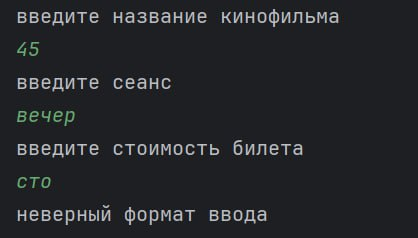 введите название кинофильма
45
введите сеанс
вечер
введите стоимость билета
сто
неверный формат ввода